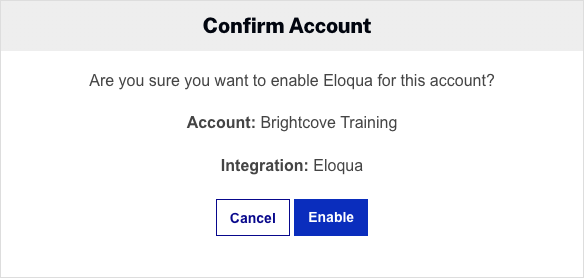 Confirm Account
Are you sure you want to enable Eloqua for this account?
Account: Brightcove Training
Integration: Eloqua
Cancel Enable